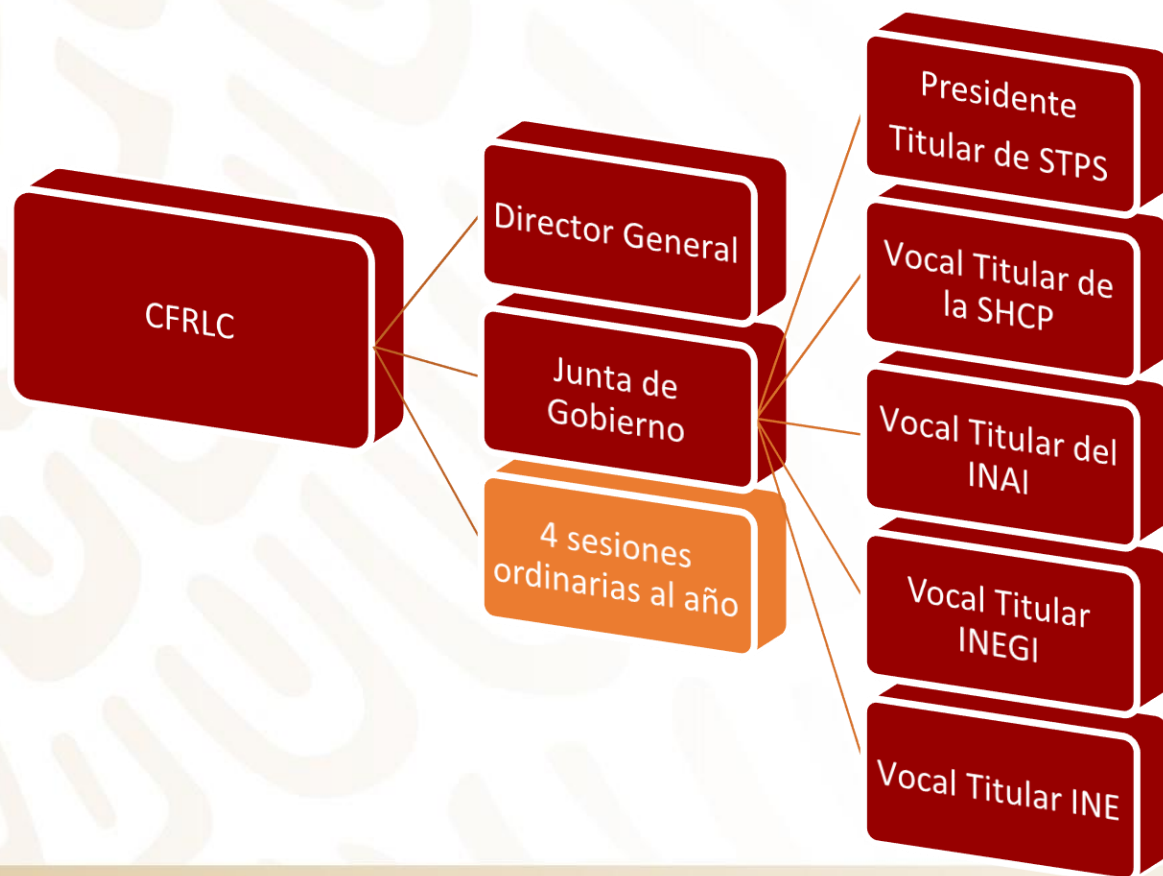 CFRLC
Director General
Junta de
Gobierno
4 sesiones
ordinarias al año
Presidente
Titular de STPS
Vocal Titular de
la SHCP
Vocal Titular del
INAI
Vocal Titular
INEGI
Vocal Titular INE